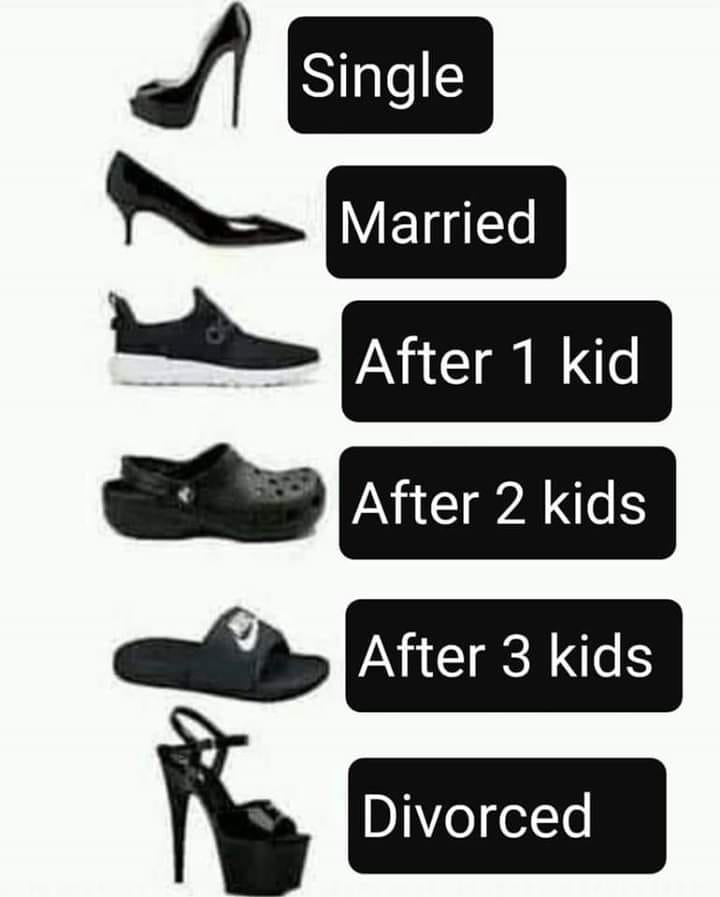 Single
Married
After 1 kid
After 2 kids
After 3 kids
Divorced